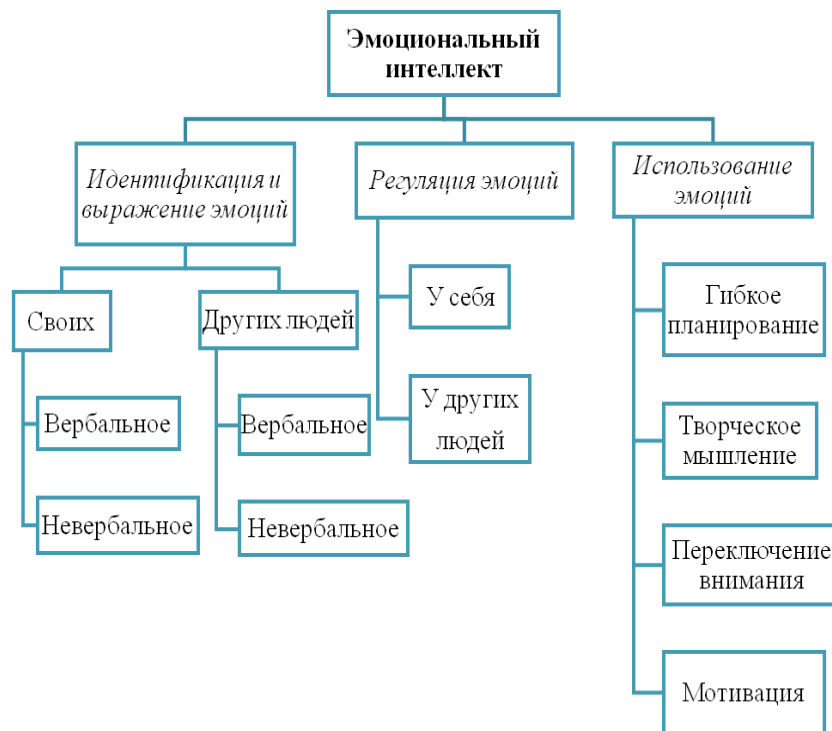 Эмоциональный
интеллект
Идентификация и
выражение эмоций
Регуляция эмоций
Использование
эмоций
Своих
Других людей
У себя
Гибкое
планирование
Вербальное
Вербальное
У других
людей
Творческое
мышление
Невербальное
Невербальное
Переключение
внимания
Мотивация